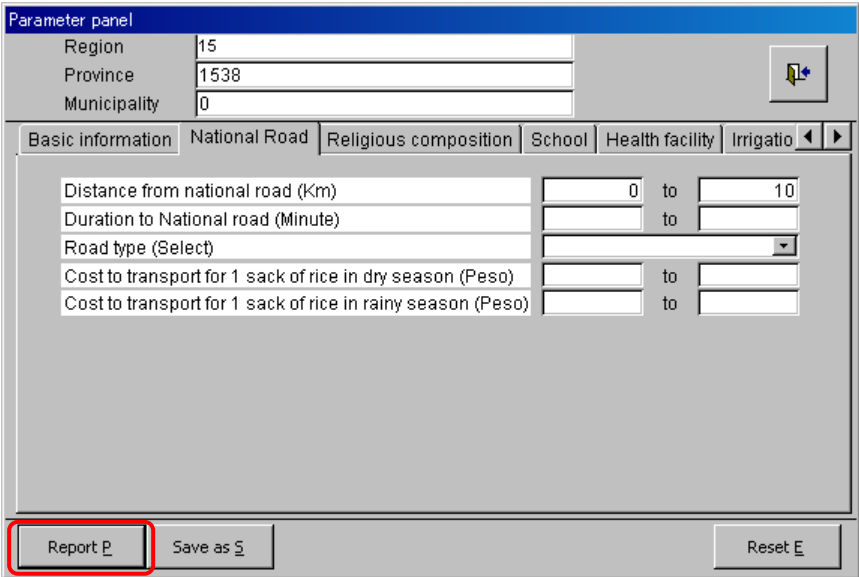 Parameter panel
Region 15
Province 1538
Municipality 0
Basic information National Road Religious composition School Health facility Irrigatio
Distance from national road (Km) 0 to 10
Duration to National road (Minute) to
Road type (Select)
Cost to transport for 1 sack of rice in dry season (Peso) to
Cost to transport for 1 sack of rice in rainy season (Peso) to
Report P Save as S Reset E